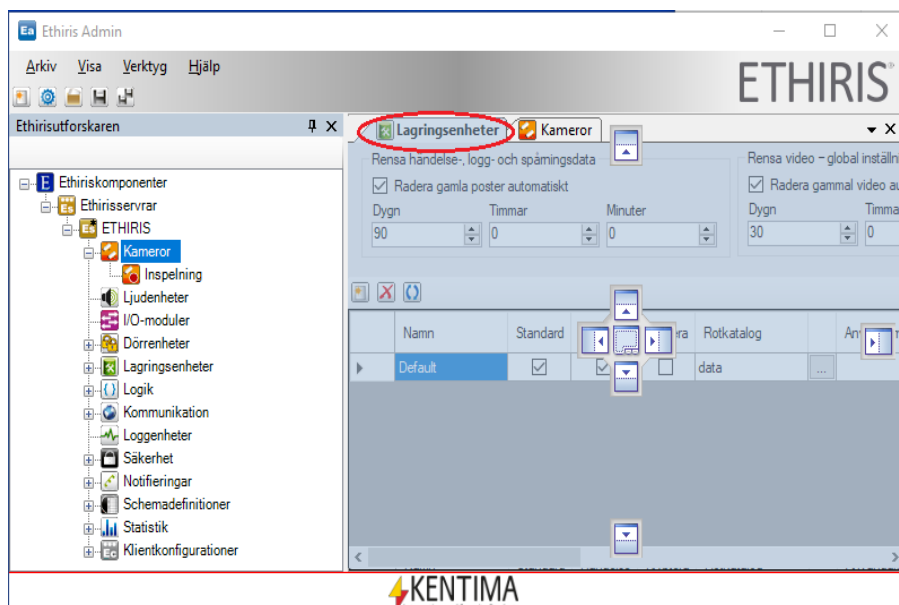 Ea Ethiris Admin
Arkiv Visa Verktyg Hjälp
ETHIRIS®
Ethirisutforskaren
Lagringsenheter Kameror
Rensa händelse-, logg- och spårningsdata
Radera gamla poster automatiskt
Dygn Timmar Minuter
90 0 0
Rensa video – global inställni
Radera gammal video au
Dygn Timma
30 0
Ethiriskomponenter
Ethirisservrar
ETHIRIS
Kameror
Inspelning
Ljudenheter
I/O-moduler
Dörrenheter
Lagringsenheter
Logik
Kommunikation
Loggenheter
Säkerhet
Notifieringar
Schemadefinitioner
Statistik
Klientkonfigurationer
Namn Standard Rotkatalog
Default data ...
KENTIMA